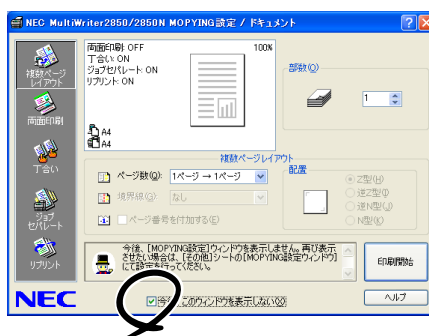 NEC MultiWriter2850/2850N MOPYING設定 / ドキュメント
複数ページ
レイアウト
両面印刷
丁合い
ジョブ
セパレート
リプリント
両面印刷: OFF
丁合い: ON
ジョブセパレート: ON
リプリント: ON
100%
A4
A4
部数(O)
1
複数ページレイアウト
ページ数(Q): 1ページ → 1ページ
境界線(G): なし
ページ番号を付加する(E)
配置
Z型(H)
逆Z型(I)
逆N型(J)
N型(K)
今後、[MOPYING設定]ウィンドウを表示しません。再び表示
させたい場合は、[その他]シートの[MOPYING設定ウィンドウ]
にて設定を行ってください。
印刷開始
NEC
このウィンドウを表示しない(X)
ヘルプ